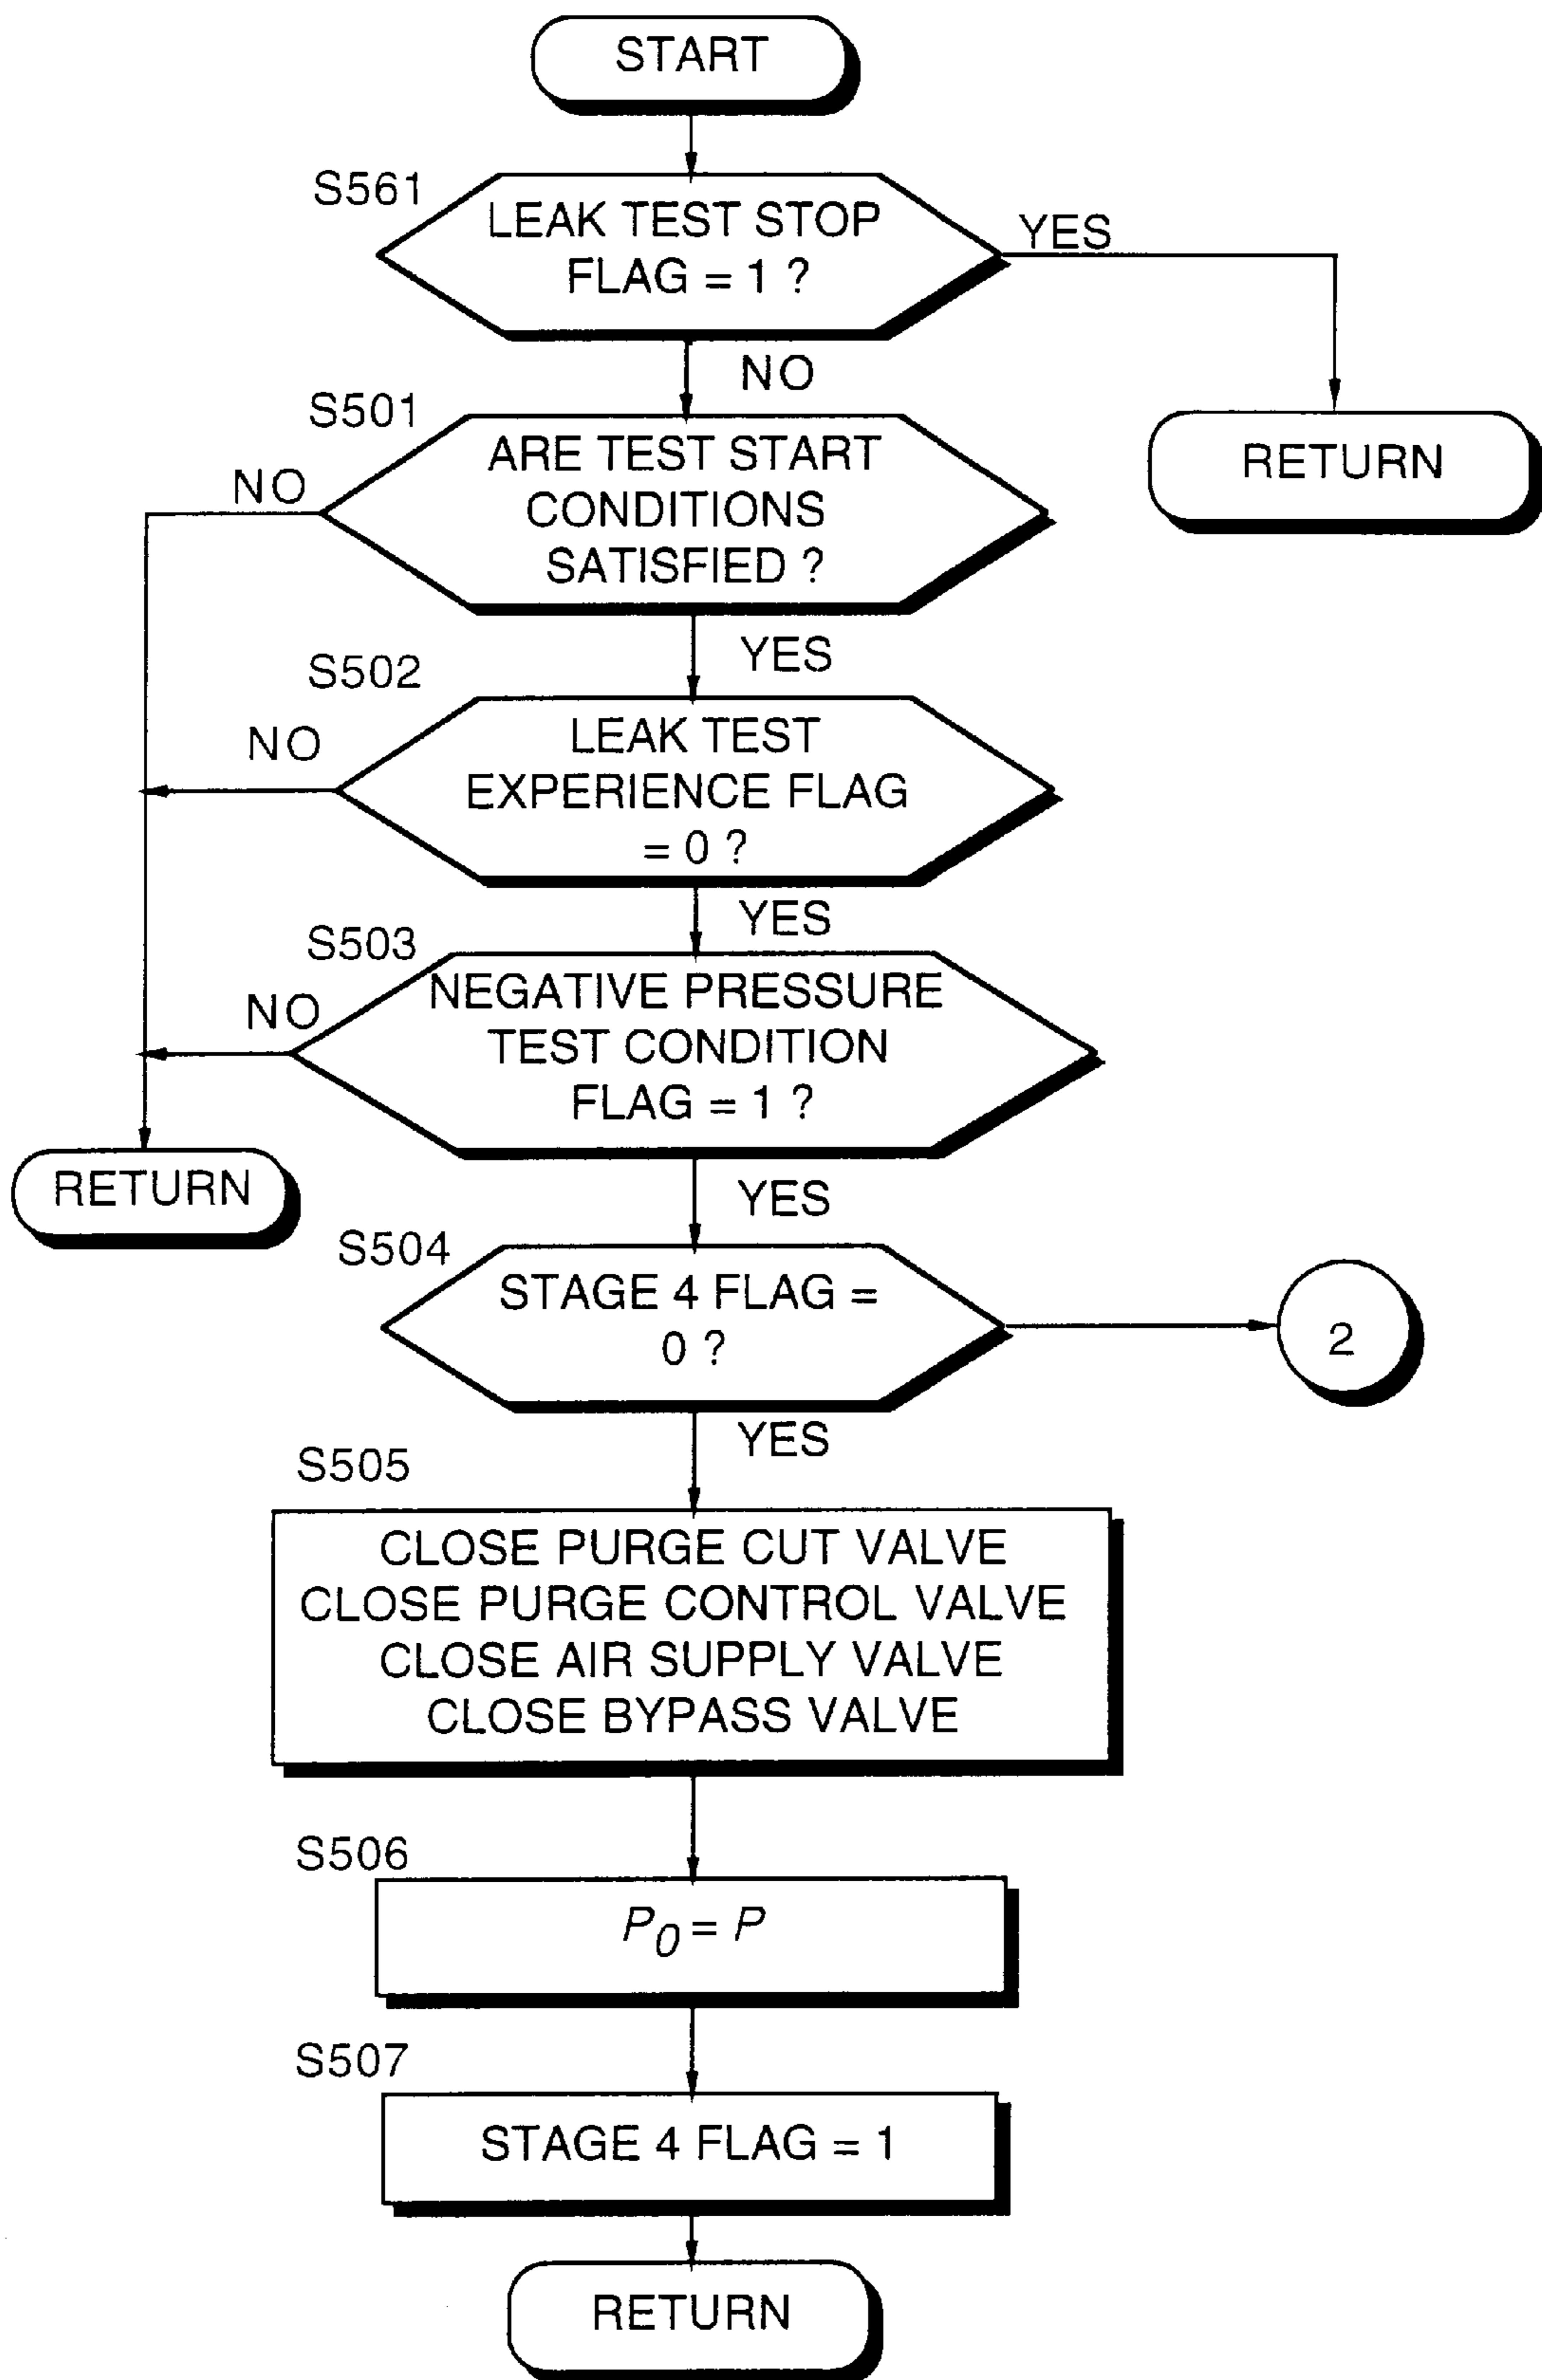 START
S561
LEAK TEST STOP
FLAG = 1 ?
YES
NO
RETURN
S501
ARE TEST START
CONDITIONS
SATISFIED ?
NO
YES
S502
LEAK TEST
EXPERIENCE FLAG
= 0 ?
NO
YES
S503
NEGATIVE PRESSURE
TEST CONDITION
FLAG = 1 ?
NO
YES
RETURN
S504
STAGE 4 FLAG =
0 ?
2
YES
S505
CLOSE PURGE CUT VALVE
CLOSE PURGE CONTROL VALVE
CLOSE AIR SUPPLY VALVE
CLOSE BYPASS VALVE
S506
P0 = P
S507
STAGE 4 FLAG = 1
RETURN